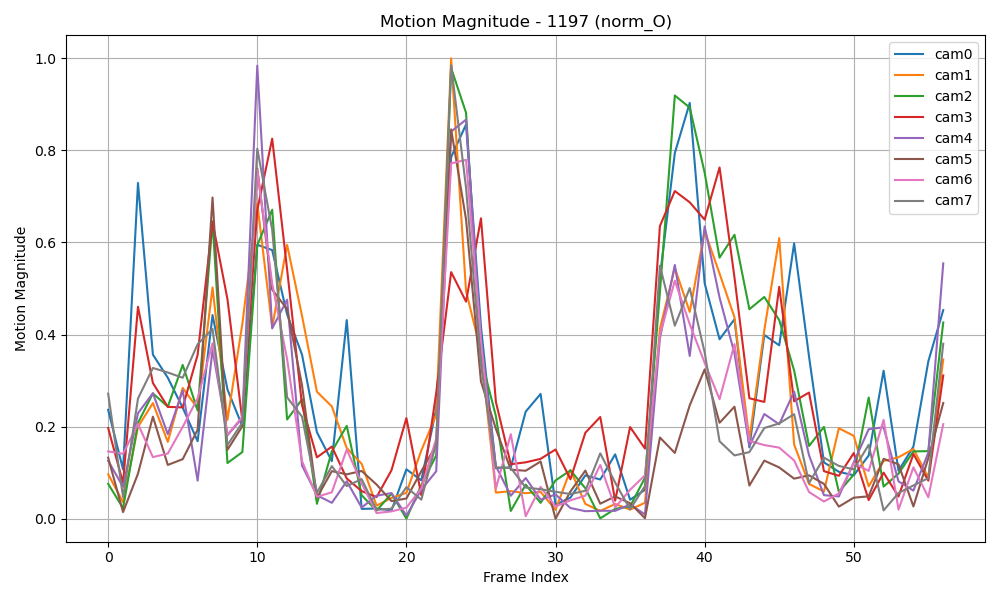 Motion Magnitude - 1197 (norm_O)
Motion Magnitude
1.0
0.8
0.6
0.4
0.2
0.0
0
10
20
30
40
50
Frame Index
cam0
cam1
cam2
cam3
cam4
cam5
cam6
cam7